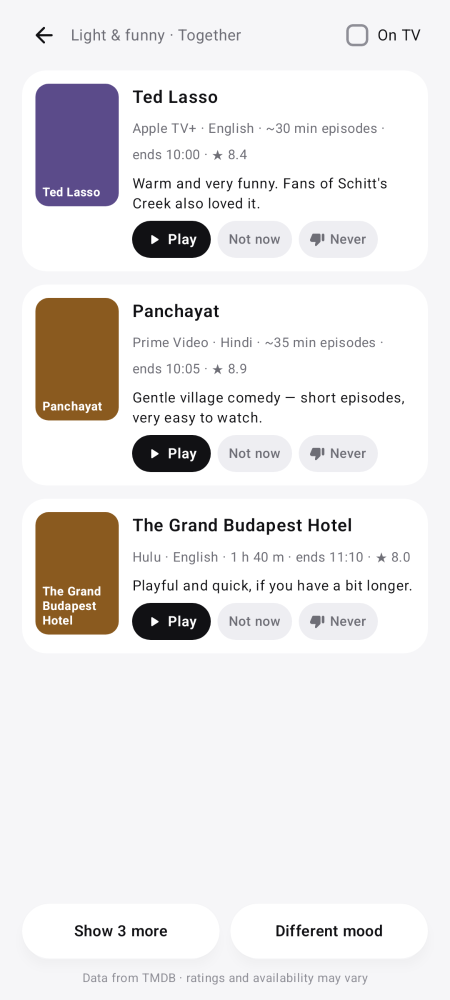 Light & funny · Together
On TV
Ted Lasso
Ted Lasso
Apple TV+ · English · ~30 min episodes ·
ends 10:00 · ★ 8.4
Warm and very funny. Fans of Schitt's
Creek also loved it.
Play
Not now
Never
Panchayat
Panchayat
Prime Video · Hindi · ~35 min episodes ·
ends 10:05 · ★ 8.9
Gentle village comedy — short episodes,
very easy to watch.
Play
Not now
Never
The Grand
Budapest
Hotel
The Grand Budapest Hotel
Hulu · English · 1 h 40 m · ends 11:10 · ★ 8.0
Playful and quick, if you have a bit longer.
Play
Not now
Never
Show 3 more
Different mood
Data from TMDB · ratings and availability may vary